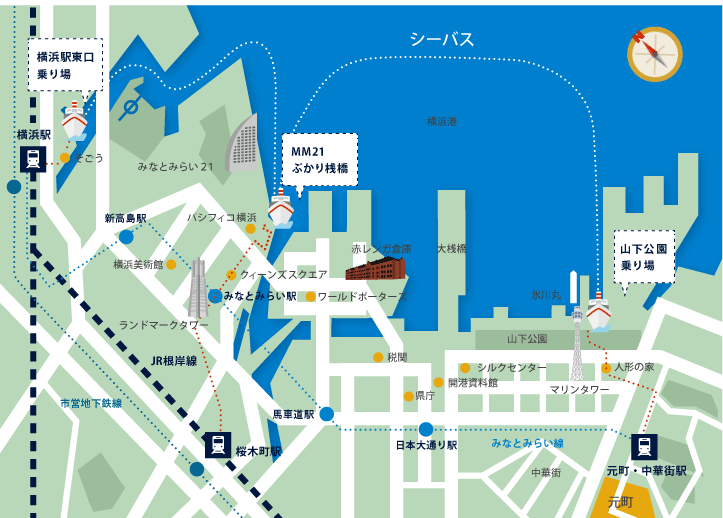 シーバス
N
横浜駅東口
乗り場
横浜駅
そごう
横浜港
みなとみらい21
MM21
ぷかり桟橋
新高島駅
パシフィコ横浜
赤レンガ倉庫
大桟橋
山下公園
乗り場
横浜美術館
クィーンズスクエア
みなとみらい駅
ワールドポーターズ
氷川丸
ランドマークタワー
山下公園
JR根岸線
税関
シルクセンター
人形の家
開港資料館
マリンタワー
県庁
市営地下鉄線
馬車道駅
桜木町駅
日本大通り駅
みなとみらい線
中華街
元町・中華街駅
元町